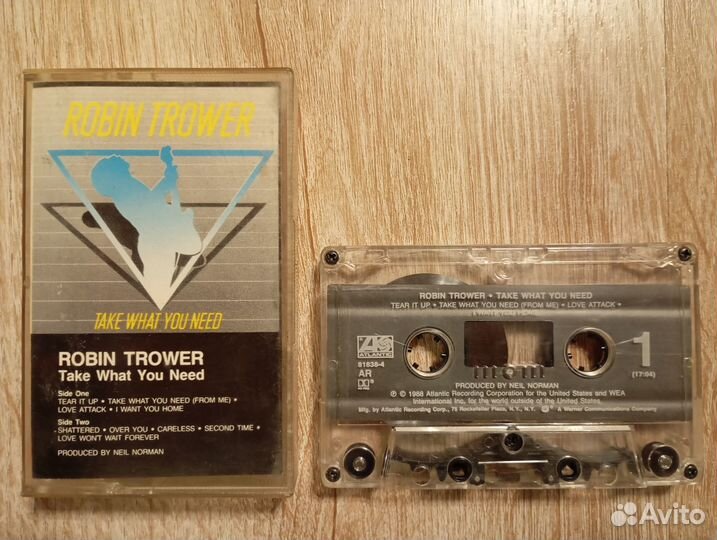 ROBIN TROWER
TAKE WHAT YOU NEED
ROBIN TROWER
Take What You Need
Side One
TEAR IT UP • TAKE WHAT YOU NEED (FROM ME) •
LOVE ATTACK • I WANT YOU HOME
Side Two
SHATTERED • OVER YOU • CARELESS • SECOND TIME •
LOVE WON'T WAIT FOREVER
PRODUCED BY NEIL NORMAN
ROBIN TROWER • TAKE WHAT YOU NEED
TEAR IT UP • TAKE WHAT YOU NEED (FROM ME) • LOVE ATTACK •
I WANT YOU HOME
ATLANTIC
81838-4
AR
1
(17:04)
PRODUCED BY NEIL NORMAN
℗ © 1988 Atlantic Recording Corporation for the United States and WEA
International Inc. for the world outside of the United States.
Mfg. by Atlantic Recording Corp., 75 Rockefeller Plaza, N.Y., N.Y. A Warner Communications Company
Avito